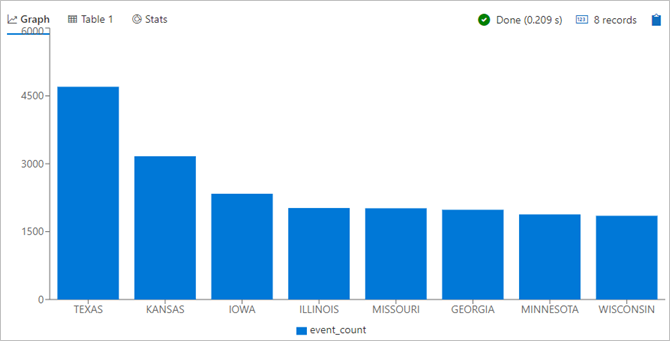 Graph Table 1 Stats Done (0.209 s) 123 8 records
6000
4500
3000
1500
0
TEXAS KANSAS IOWA ILLINOIS MISSOURI GEORGIA MINNESOTA WISCONSIN
event_count